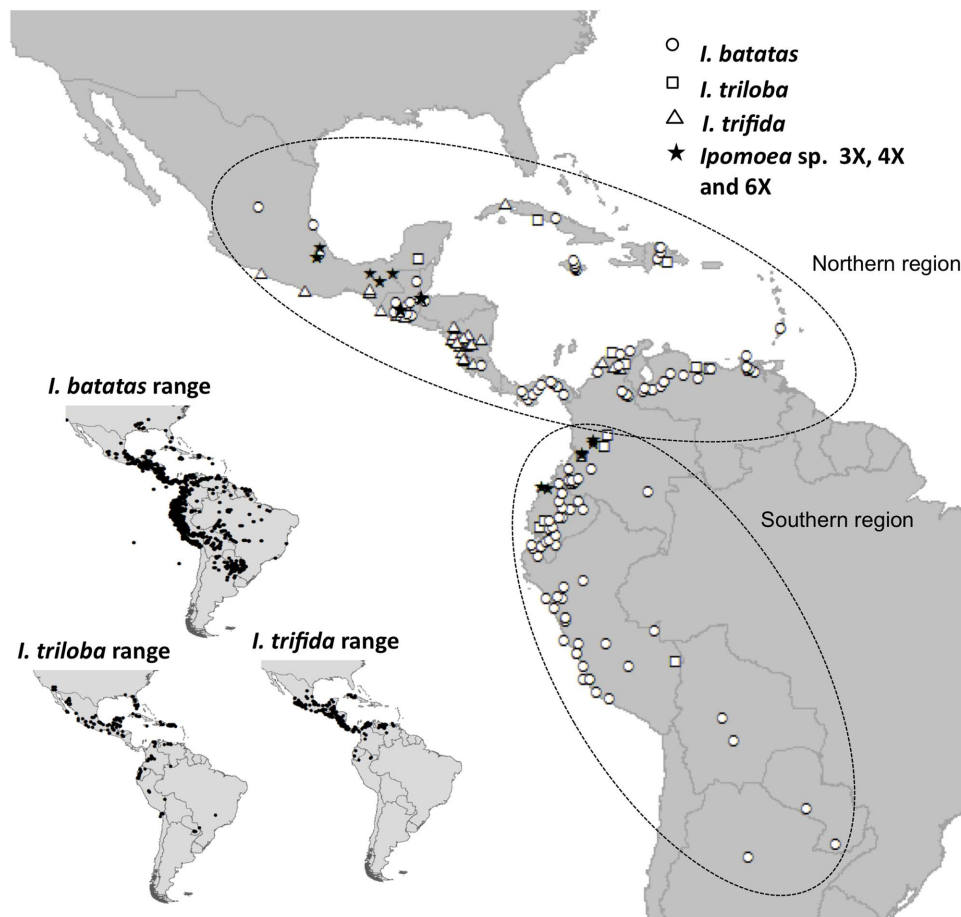 I. batatas
I. triloba
I. trifida
Ipomoea sp. 3X, 4X
and 6X
Northern region
Southern region
I. batatas range
I. triloba range
I. trifida range